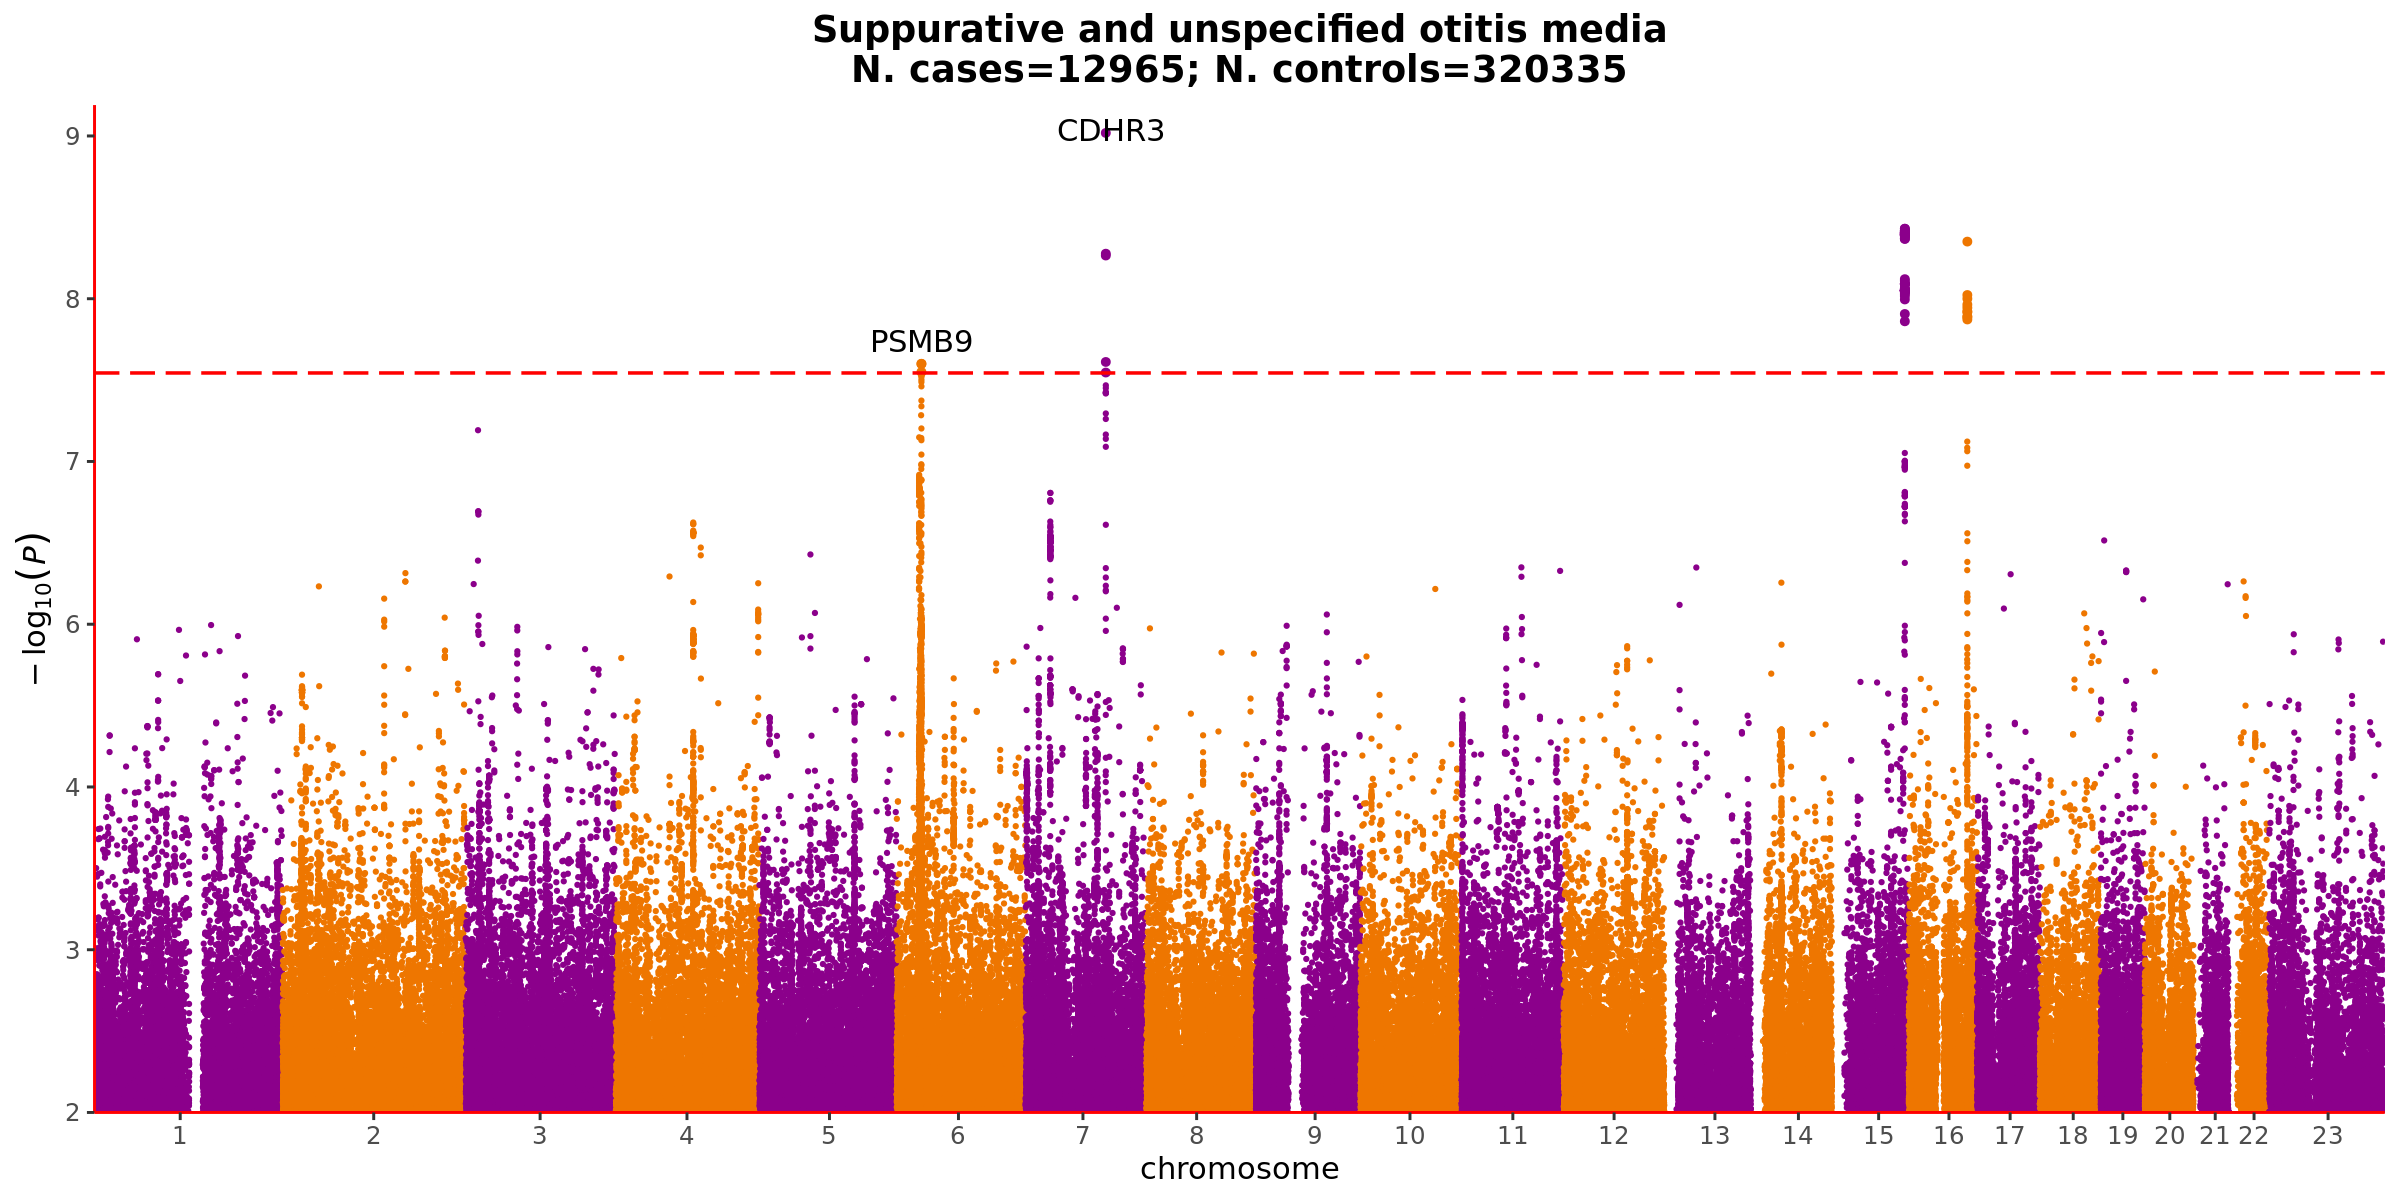 Suppurative and unspecified otitis media
N. cases=12965; N. controls=320335
CDHR3
PSMB9
9
8
7
6
5
4
3
2
−log₁₀(P)
1 2 3 4 5 6 7 8 9 10 11 12 13 14 15 16 17 18 19 20 21 22 23
chromosome